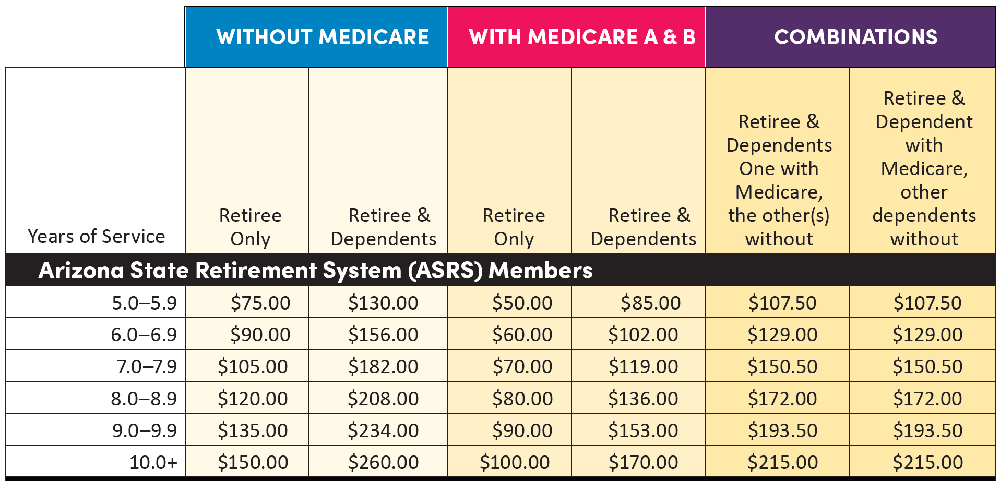 WITHOUT MEDICARE WITH MEDICARE A & B COMBINATIONS
Years of Service
Retiree
Only
Retiree &
Dependents
Retiree
Only
Retiree &
Dependents
Retiree &
Dependents
One with
Medicare,
the other(s)
without
Retiree &
Dependent
with
Medicare,
other
dependents
without
Arizona State Retirement System (ASRS) Members
5.0–5.9 $75.00 $130.00 $50.00 $85.00 $107.50 $107.50
6.0–6.9 $90.00 $156.00 $60.00 $102.00 $129.00 $129.00
7.0–7.9 $105.00 $182.00 $70.00 $119.00 $150.50 $150.50
8.0–8.9 $120.00 $208.00 $80.00 $136.00 $172.00 $172.00
9.0–9.9 $135.00 $234.00 $90.00 $153.00 $193.50 $193.50
10.0+ $150.00 $260.00 $100.00 $170.00 $215.00 $215.00